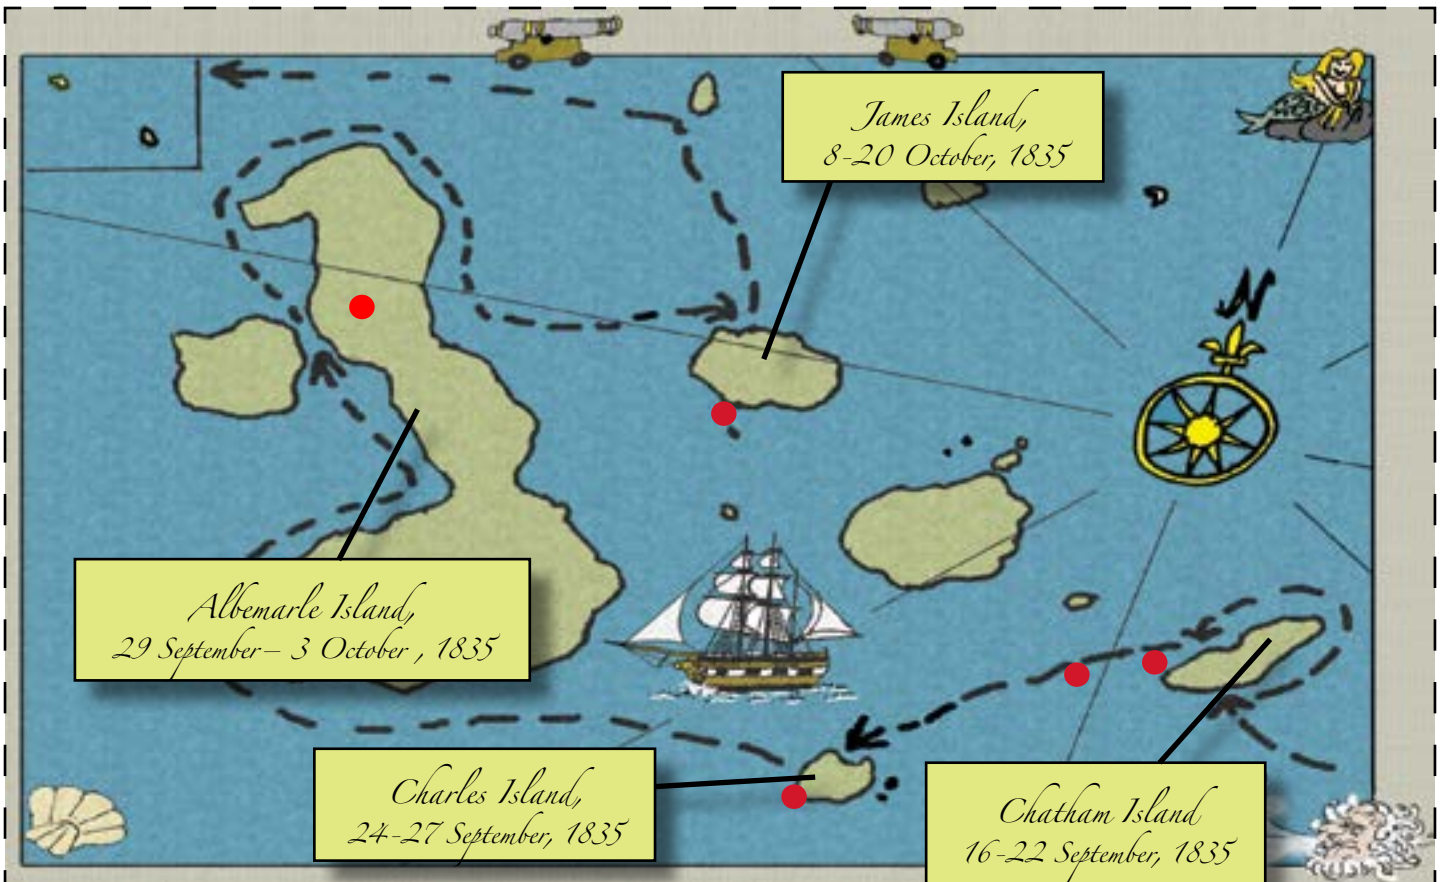 James Island,
8-20 October, 1835
N
Albemarle Island,
29 September– 3 October , 1835
Charles Island,
24-27 September, 1835
Chatham Island
16-22 September, 1835